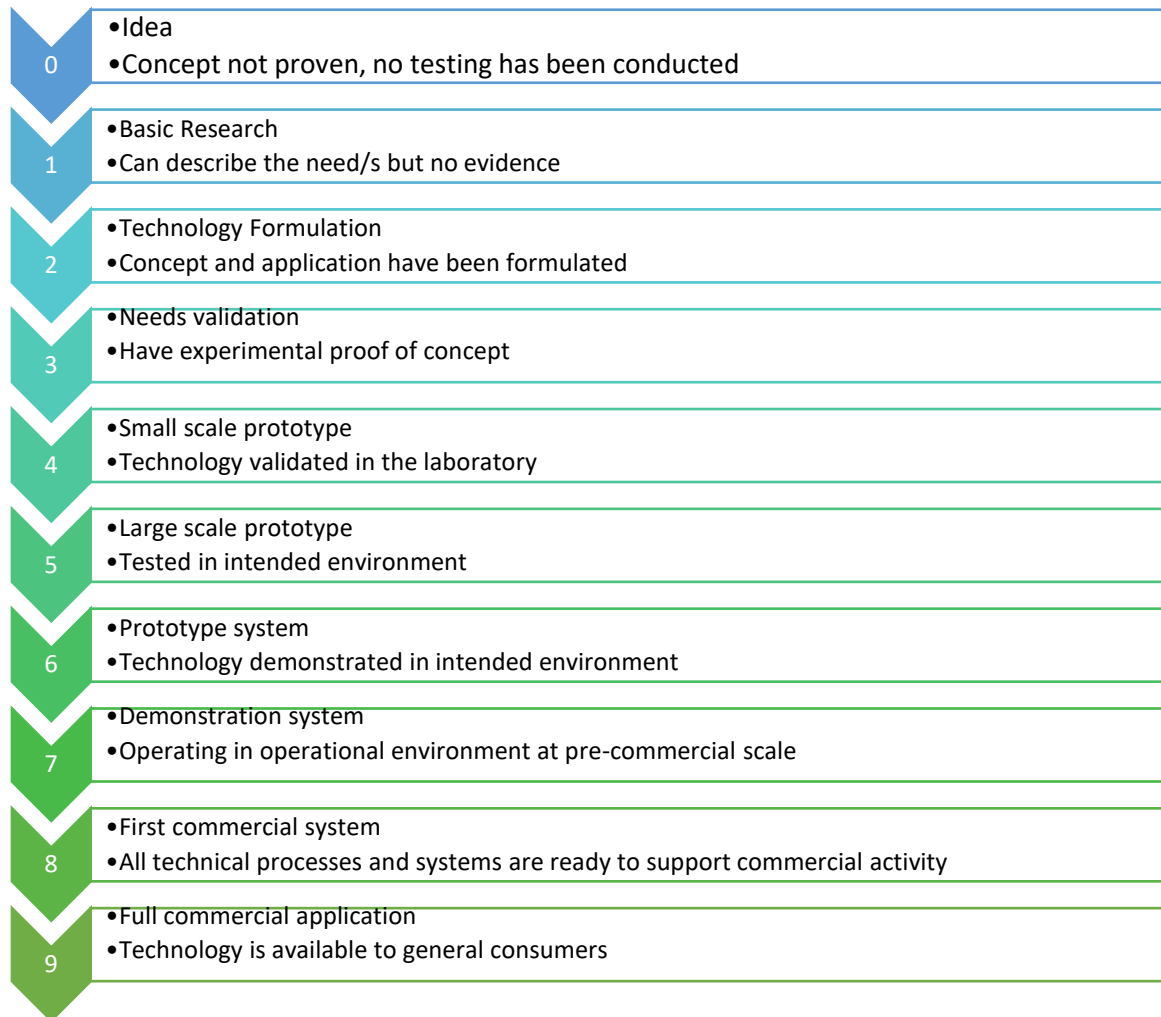 0
•Idea
•Concept not proven, no testing has been conducted
1
•Basic Research
•Can describe the need/s but no evidence
2
•Technology Formulation
•Concept and application have been formulated
3
•Needs validation
•Have experimental proof of concept
4
•Small scale prototype
•Technology validated in the laboratory
5
•Large scale prototype
•Tested in intended environment
6
•Prototype system
•Technology demonstrated in intended environment
7
•Demonstration system
•Operating in operational environment at pre-commercial scale
8
•First commercial system
•All technical processes and systems are ready to support commercial activity
9
•Full commercial application
•Technology is available to general consumers